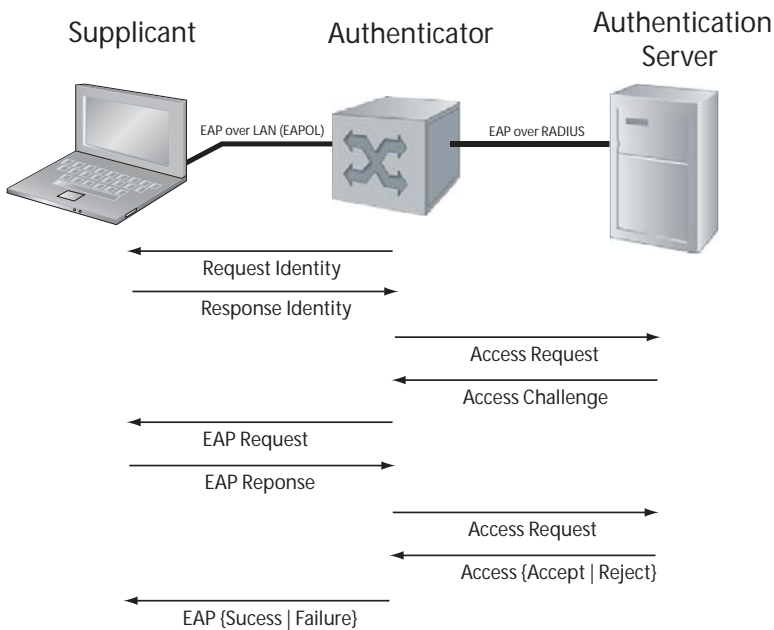 Supplicant
Authenticator
Authentication
Server
EAP over LAN (EAPOL)
EAP over RADIUS
Request Identity
Response Identity
Access Request
Access Challenge
EAP Request
EAP Reponse
Access Request
Access {Accept | Reject}
EAP {Sucess | Failure}